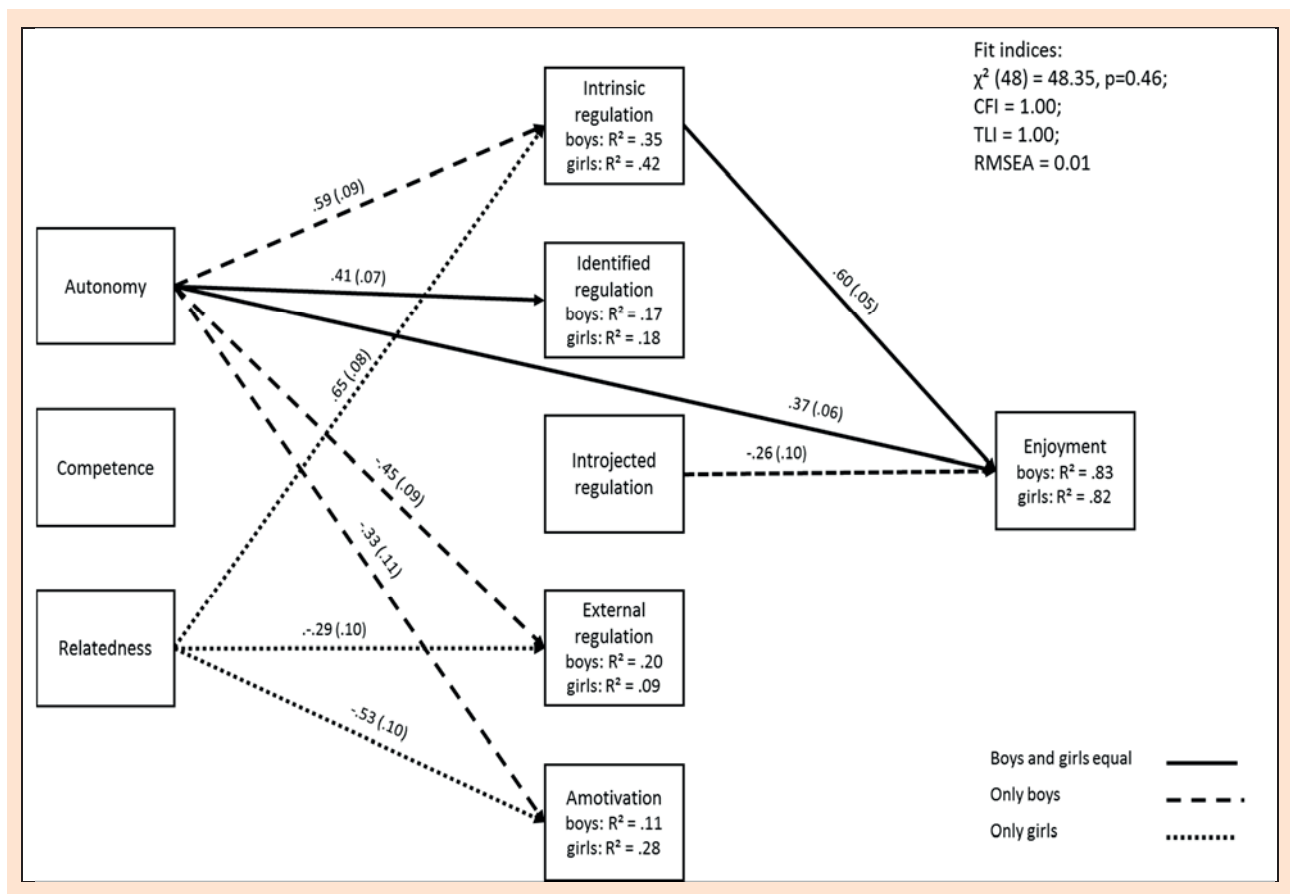 Fit indices:
χ² (48) = 48.35, p=0.46;
CFI = 1.00;
TLI = 1.00;
RMSEA = 0.01
Autonomy
Competence
Relatedness
Intrinsic
regulation
boys: R² = .35
girls: R² = .42
Identified
regulation
boys: R² = .17
girls: R² = .18
Introjected
regulation
External
regulation
boys: R² = .20
girls: R² = .09
Amotivation
boys: R² = .11
girls: R² = .28
.59 (.09)
.41 (.07)
.65 (.08)
.37 (.06)
-.45 (.09)
-.33 (.11)
.-.29 (.10)
-.53 (.10)
.60 (.05)
-.26 (.10)
Enjoyment
boys: R² = .83
girls: R² = .82
Boys and girls equal
Only boys
Only girls